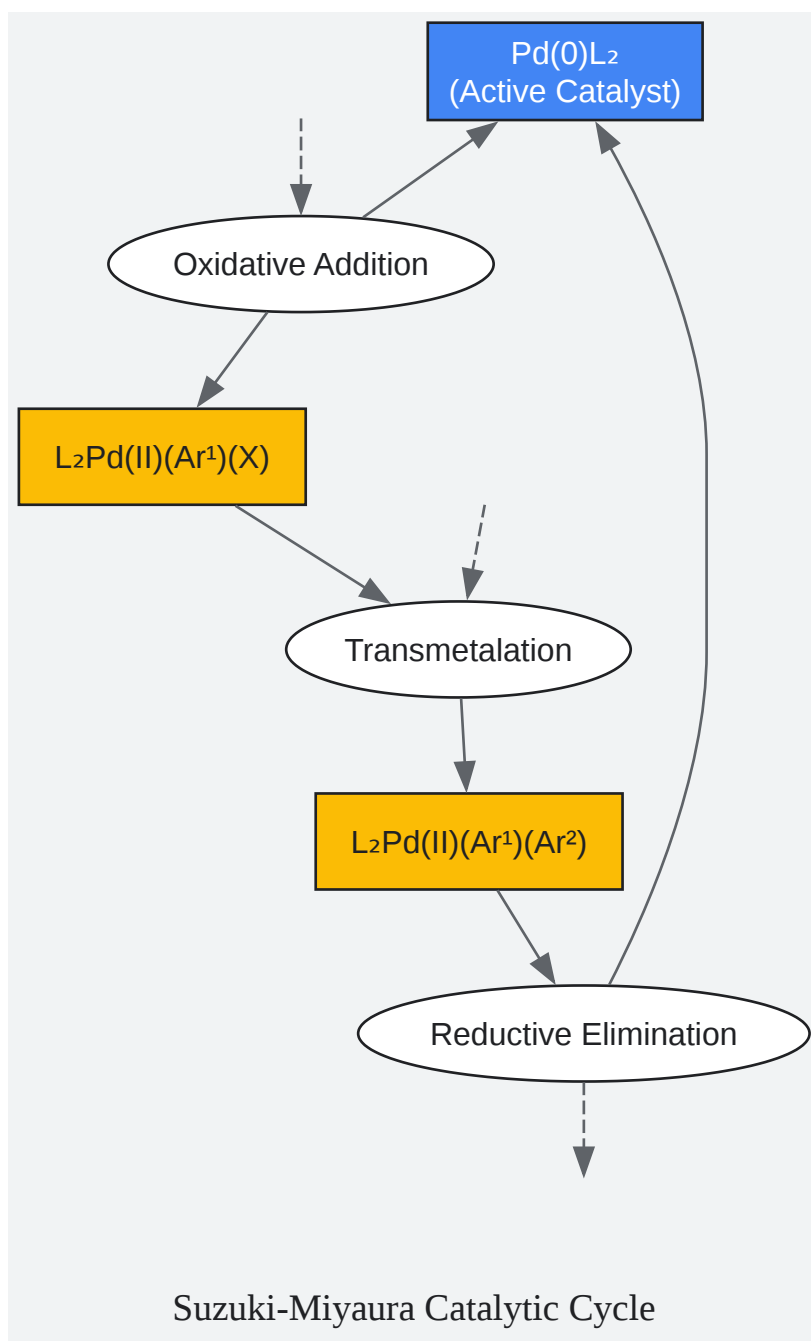 Pd(0)L₂
(Active Catalyst)
Oxidative Addition
L₂Pd(II)(Ar¹)(X)
Transmetalation
L₂Pd(II)(Ar¹)(Ar²)
Reductive Elimination
Suzuki-Miyaura Catalytic Cycle